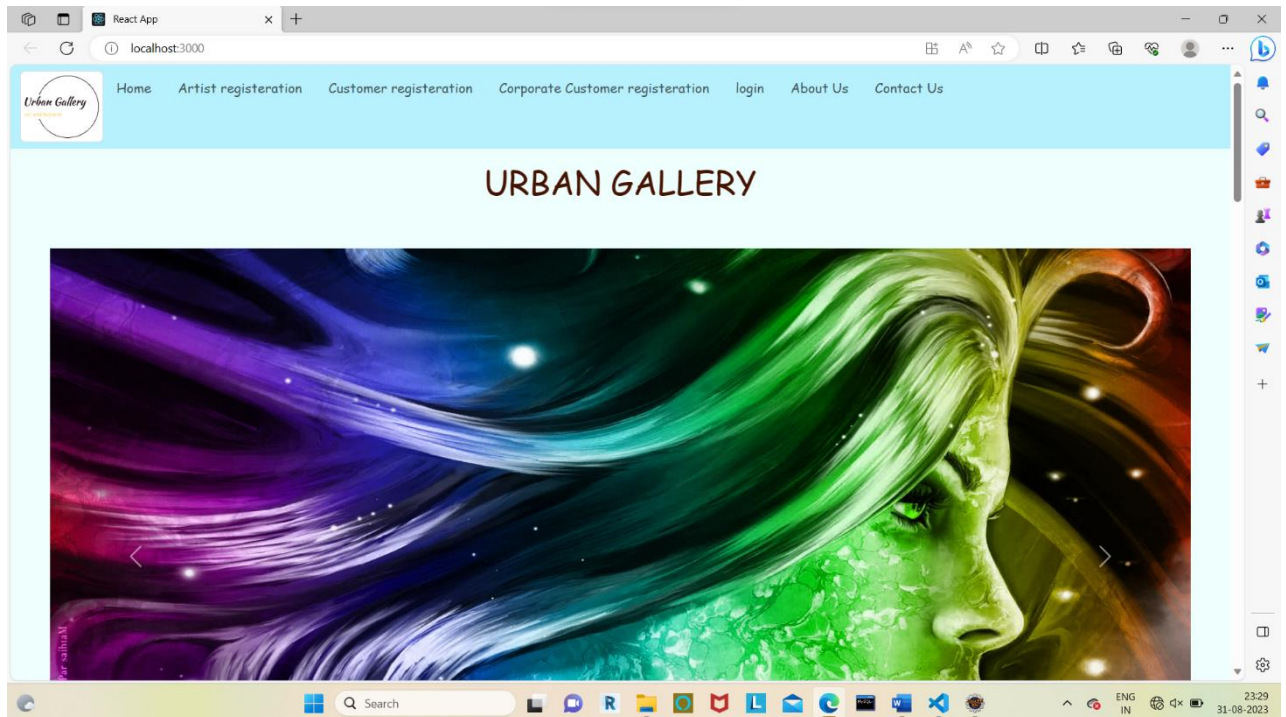 React App
localhost:3000
Urban Gallery
Home Artist registeration Customer registeration Corporate Customer registeration login About Us Contact Us
URBAN GALLERY
Search
ENG
IN
23:29
31-08-2023